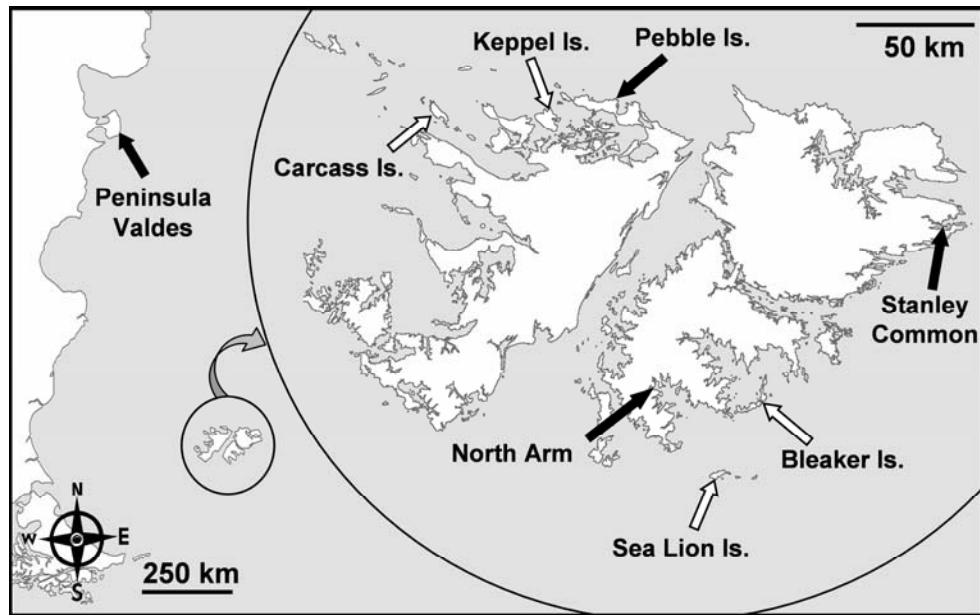 Keppel Is.
Pebble Is.
50 km
Carcass Is.
Peninsula
Valdes
Stanley
Common
North Arm
Bleaker Is.
Sea Lion Is.
N
W
E
S
250 km